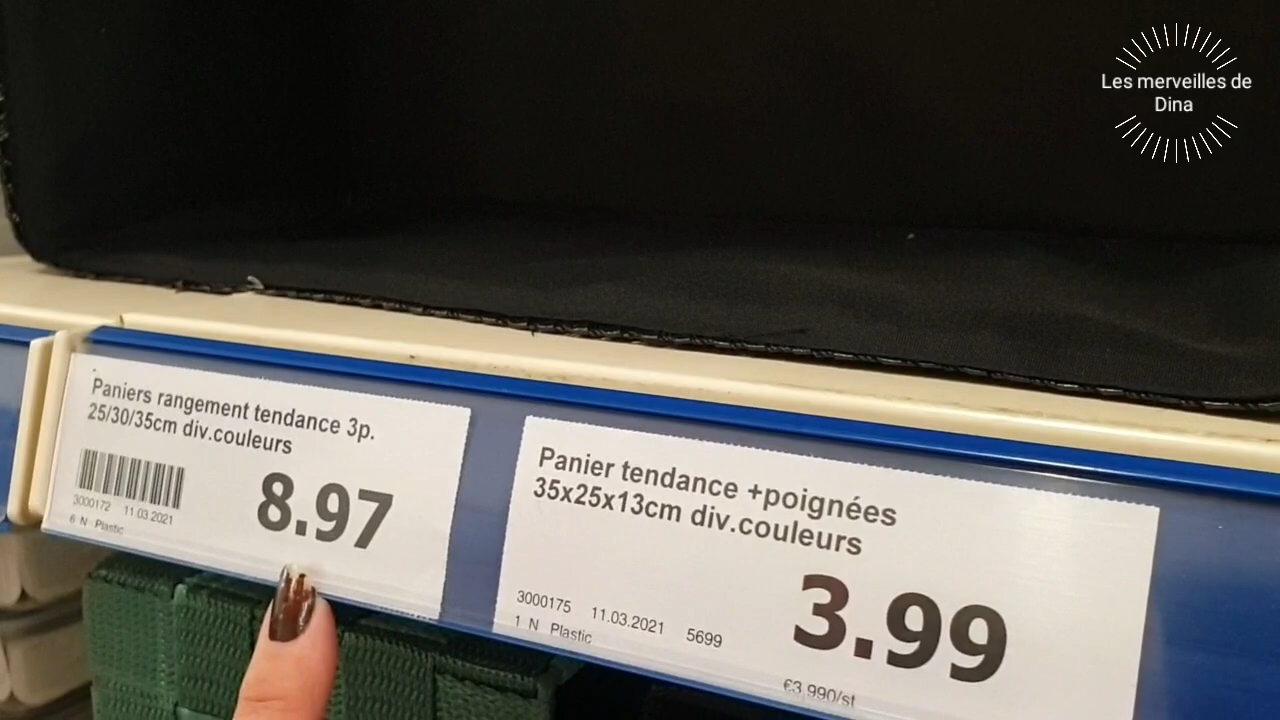 Les merveilles de
Dina
Paniers rangement tendance 3p.
25/30/35cm div.couleurs
3000172 11.03.2021
6 N Plastic
8.97
Panier tendance +poignées
35x25x13cm div.couleurs
3000175 11.03.2021 5699
1 N Plastic
3.99
€3.990/st